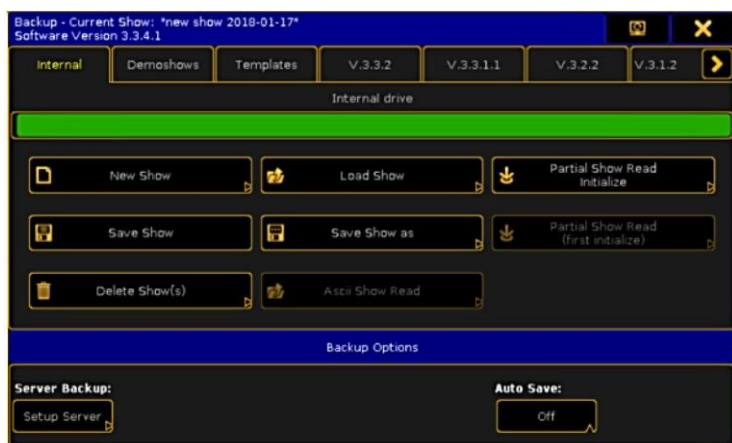 Backup - Current Show: "new show 2018-01-17"
Software Version 3.3.4.1
Internal
Demoshows
Templates
V.3.3.2
V.3.3.1.1
V.3.2.2
V.3.1.2
Internal drive
New Show
Load Show
Partial Show Read
Initialize
Save Show
Save Show as
Partial Show Read
(first initialize)
Delete Show(s)
Ascii Show Read
Backup Options
Server Backup:
Auto Save:
Setup Server
Off